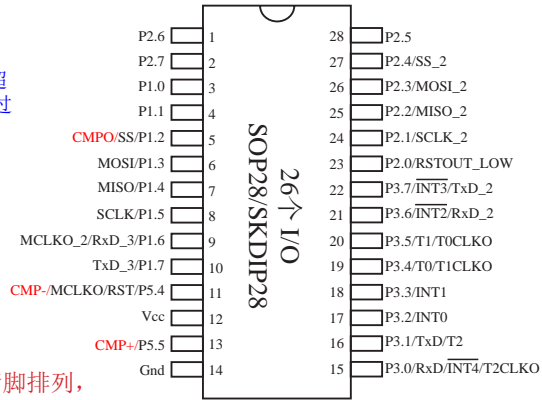 P2.6 1 28 P2.5
P2.7 2 27 P2.4/SS_2
P1.0 3 26 P2.3/MOSI_2
P1.1 4 25 P2.2/MISO_2
CMPO/SS/P1.2 5 24 P2.1/SCLK_2
MOSI/P1.3 6 23 P2.0/RSTOUT_LOW
MISO/P1.4 7 22 P3.7/INT3/TxD_2
SCLK/P1.5 8 21 P3.6/INT2/RxD_2
MCLKO_2/RxD_3/P1.6 9 20 P3.5/T1/T0CLKO
TxD_3/P1.7 10 19 P3.4/T0/T1CLKO
CMP-/MCLKO/RST/P5.4 11 18 P3.3/INT1
Vcc 12 17 P3.2/INT0
CMP+/P5.5 13 16 P3.1/TxD/T2
Gnd 14 15 P3.0/RxD/INT4/T2CLKO
26个 I/O
SOP28/SKDIP28
脚排列,